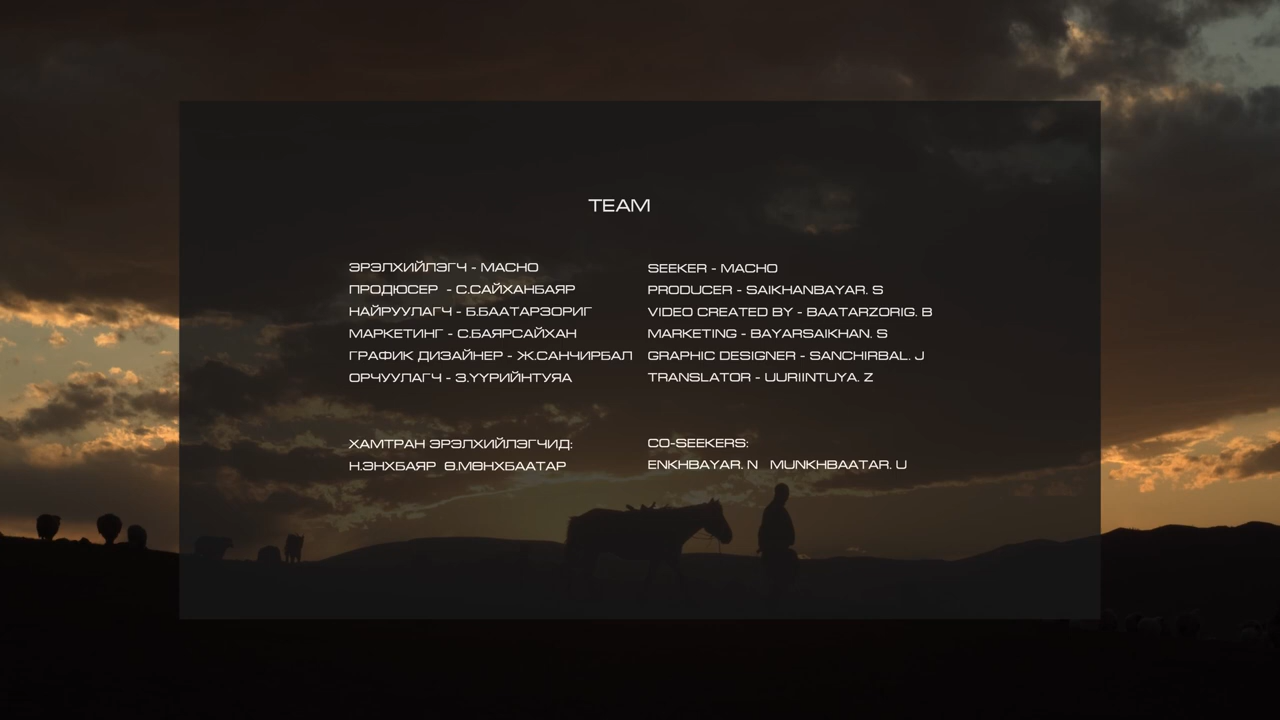 TEAM
ЭРЭЛХИЙЛЭГЧ - МАСНО
ПРОДЮСЕР - С.САЙХАНБАЯР
НАЙРУУЛАГЧ - Б.БААТАРЗОРИГ
МАРКЕТИНГ - С.БАЯРСАЙХАН
ГРАФИК ДИЗАЙНЕР - Ж.САНЧИРБАЛ
ОРЧУУЛАГЧ - З.ҮҮРИЙНТУЯА
ХАМТРАН ЭРЭЛХИЙЛЭГЧИД:
Н.ЭНХБАЯР Ө.МӨНХБААТАР
SEEKER - MACHO
PRODUCER - SAIKHANBAYAR. S
VIDEO CREATED BY - BAATARZORIG. B
MARKETING - BAYARSAIKHAN. S
GRAPHIC DESIGNER - SANCHIRBAL. J
TRANSLATOR - UURIINTUYA. Z
CO-SEEKERS:
ENKHBAYAR. N MUNKHBAATAR. U